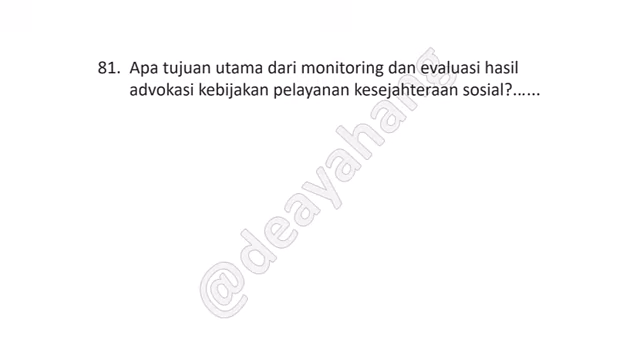 81. Apa tujuan utama dari monitoring dan evaluasi hasil
advokasi kebijakan pelayanan kesejahteraan sosial?......
@deayahang